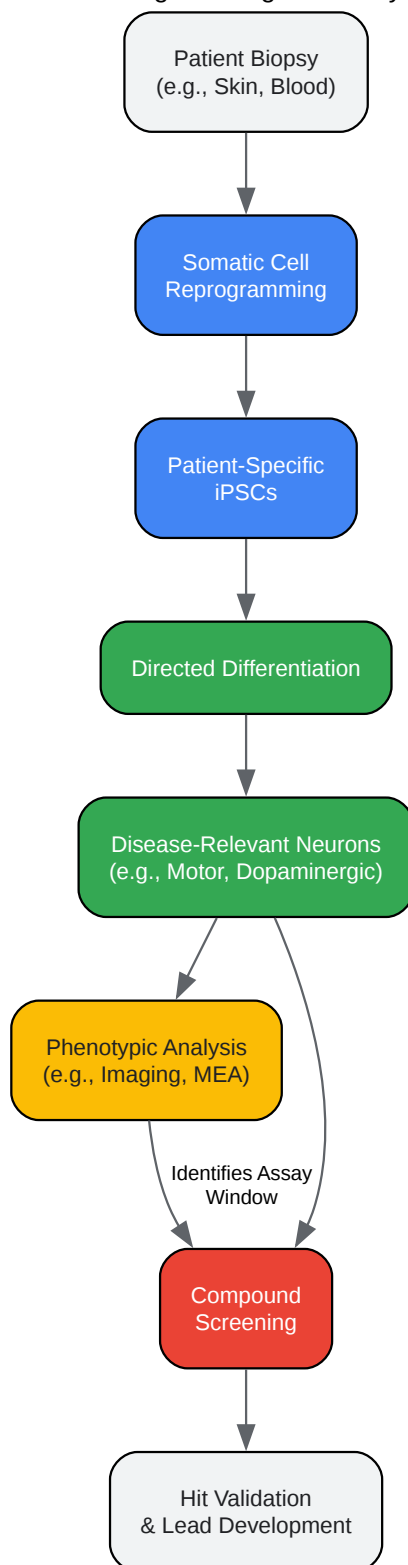 Patient Biopsy
(e.g., Skin, Blood)
Somatic Cell
Reprogramming
Patient-Specific
iPSCs
Directed Differentiation
Disease-Relevant Neurons
(e.g., Motor, Dopaminergic)
Phenotypic Analysis
(e.g., Imaging, MEA)
Identifies Assay
Window
Compound
Screening
Hit Validation
& Lead Development